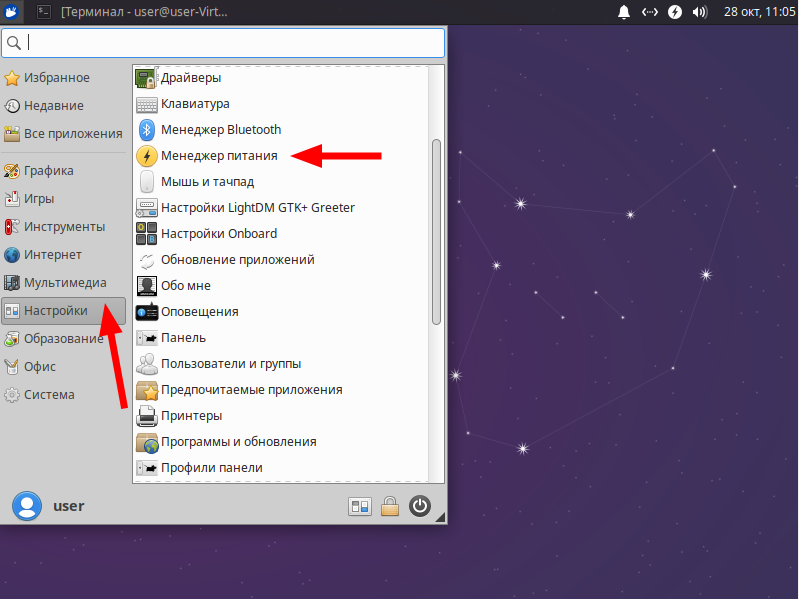 [Терминал - user@user-Virt...
28 окт, 11:05
Избранное
Недавние
Все приложения
Графика
Игры
Инструменты
Интернет
Мультимедиа
Настройки
Образование
Офис
Система
Драйверы
Клавиатура
Менеджер Bluetooth
Менеджер питания
Мышь и тачпад
Настройки LightDM GTK+ Greeter
Настройки Onboard
Обновление приложений
Обо мне
Оповещения
Панель
Пользователи и группы
Предпочитаемые приложения
Принтеры
Программы и обновления
Профили панели
user